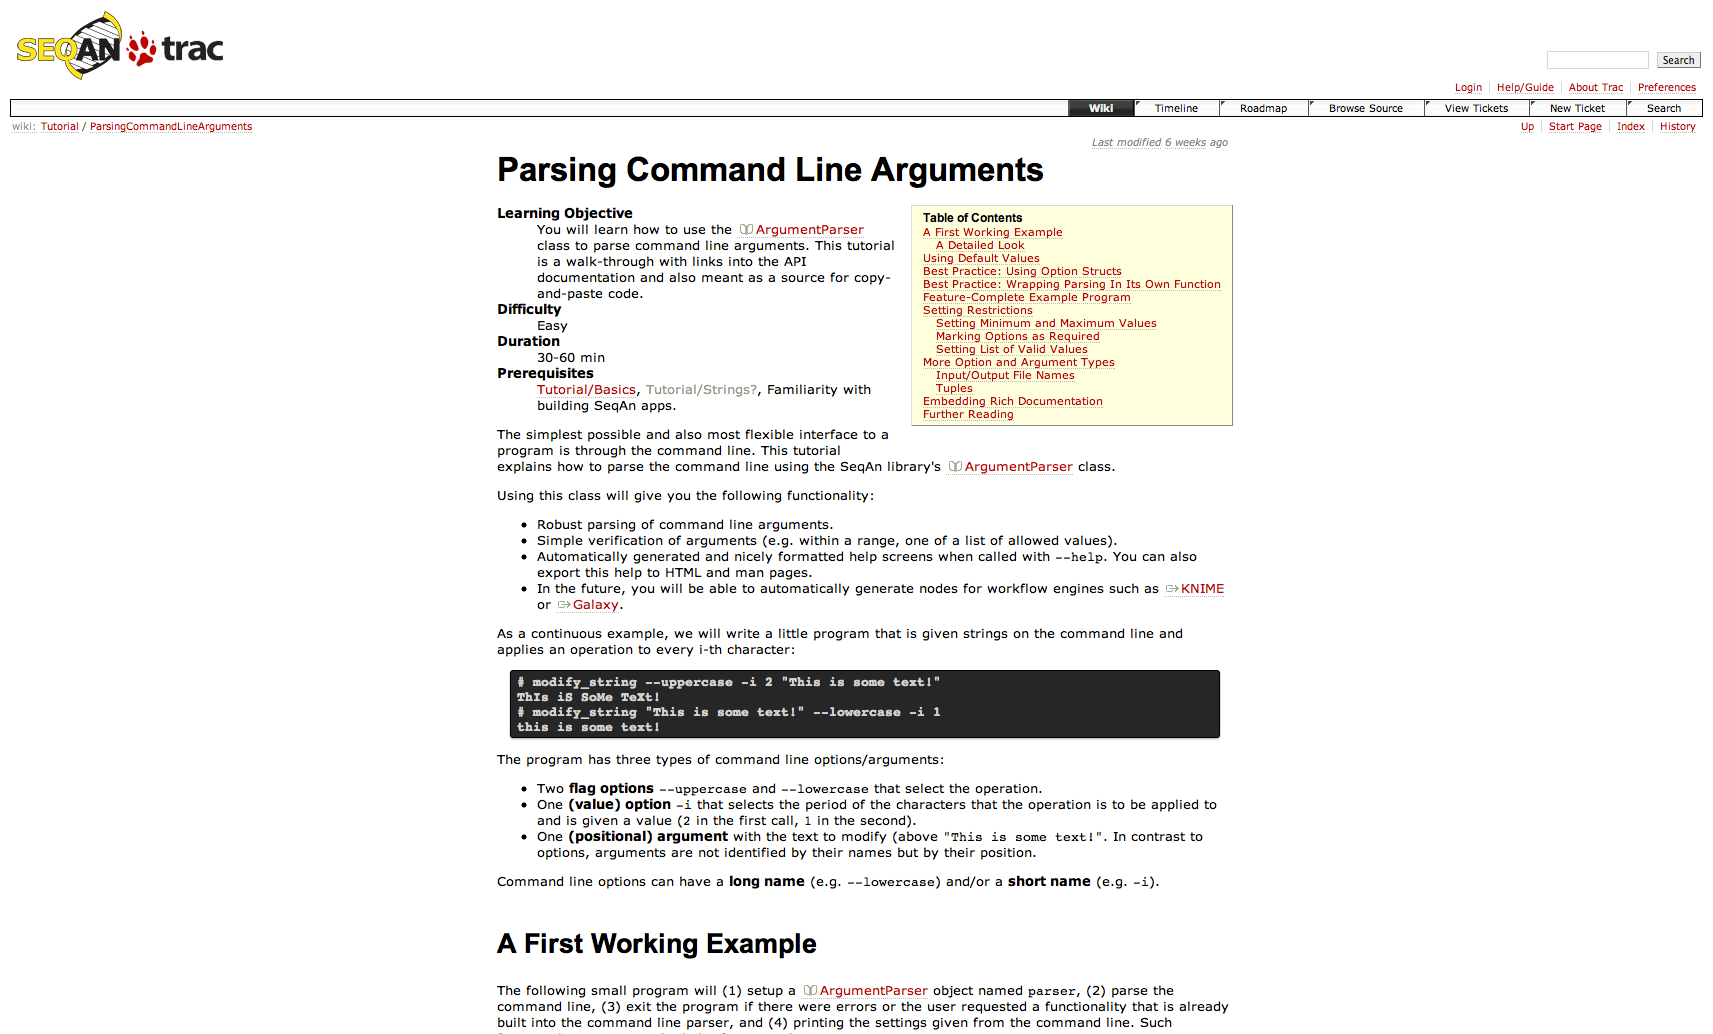 SEQAN trac
Search
Login Help/Guide About Trac Preferences
Wiki Timeline Roadmap Browse Source View Tickets New Ticket Search
wiki: Tutorial / ParsingCommandLineArguments
Up Start Page Index History
Last modified 6 weeks ago
Parsing Command Line Arguments
Learning Objective
You will learn how to use the ArgumentParser
class to parse command line arguments. This tutorial
is a walk-through with links into the API
documentation and also meant as a source for copy-
and-paste code.
Difficulty
Easy
Duration
30-60 min
Prerequisites
Tutorial/Basics, Tutorial/Strings?, Familiarity with
building SeqAn apps.
Table of Contents
A First Working Example
A Detailed Look
Using Default Values
Best Practice: Using Option Structs
Best Practice: Wrapping Parsing In Its Own Function
Feature-Complete Example Program
Setting Restrictions
Setting Minimum and Maximum Values
Marking Options as Required
Setting List of Valid Values
More Option and Argument Types
Input/Output File Names
Tuples
Embedding Rich Documentation
Further Reading
The simplest possible and also most flexible interface to a
program is through the command line. This tutorial
explains how to parse the command line using the SeqAn library's ArgumentParser class.
Using this class will give you the following functionality:
• Robust parsing of command line arguments.
• Simple verification of arguments (e.g. within a range, one of a list of allowed values).
• Automatically generated and nicely formatted help screens when called with --help. You can also
export this help to HTML and man pages.
• In the future, you will be able to automatically generate nodes for workflow engines such as KNIME
or Galaxy.
As a continuous example, we will write a little program that is given strings on the command line and
applies an operation to every i-th character:
# modify_string --uppercase -i 2 "This is some text!"
ThIs iS SoMe TeXt!
# modify_string "This is some text!" --lowercase -i 1
this is some text!
The program has three types of command line options/arguments:
• Two flag options --uppercase and --lowercase that select the operation.
• One (value) option -i that selects the period of the characters that the operation is to be applied to
and is given a value (2 in the first call, 1 in the second).
• One (positional) argument with the text to modify (above "This is some text!". In contrast to
options, arguments are not identified by their names but by their position.
Command line options can have a long name (e.g. --lowercase) and/or a short name (e.g. -i).
A First Working Example
The following small program will (1) setup a ArgumentParser object named parser, (2) parse the
command line, (3) exit the program if there were errors or the user requested a functionality that is already
built into the command line parser, and (4) printing the settings given from the command line. Such